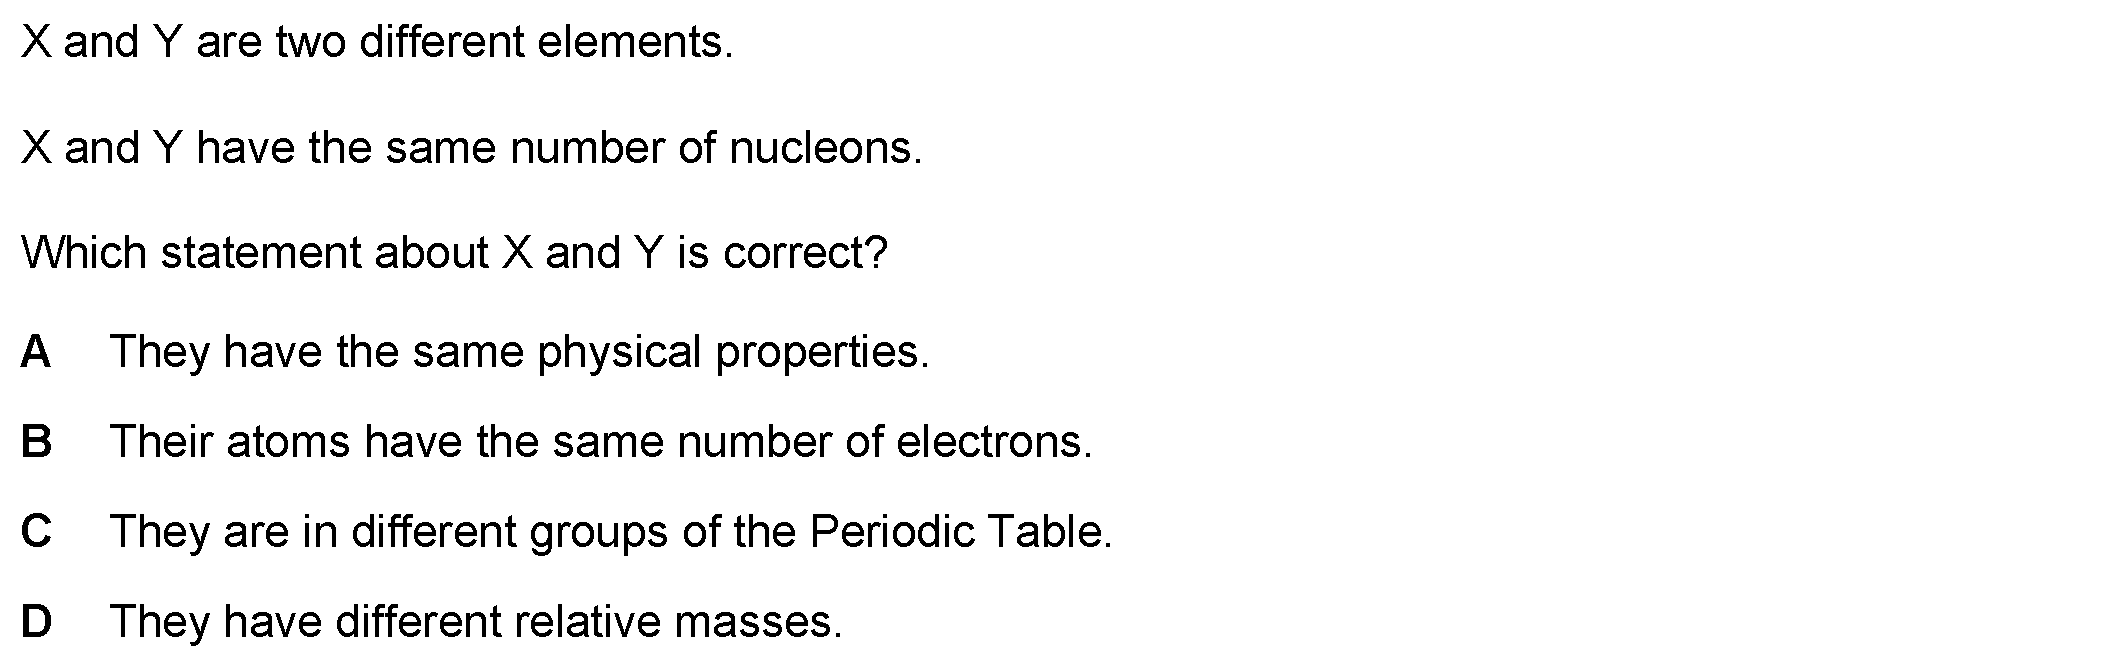 X and Y are two different elements.
X and Y have the same number of nucleons.
Which statement about X and Y is correct?
A They have the same physical properties.
B Their atoms have the same number of electrons.
C They are in different groups of the Periodic Table.
D They have different relative masses.